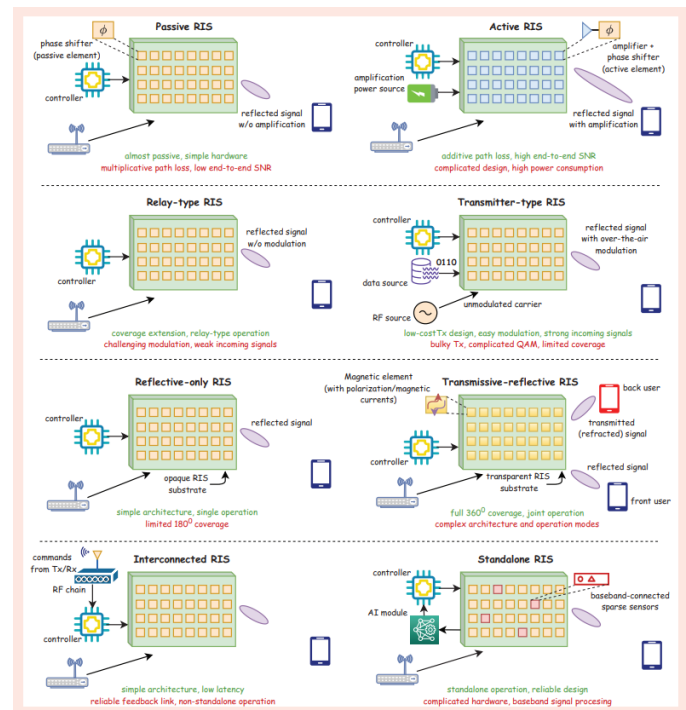 Passive RIS
ϕ
phase shifter
(passive element)
controller
reflected signal
w/o amplification
almost passive, simple hardware
multiplicative path loss, low end-to-end SNR
Active RIS
ϕ
controller
amplification
power source
amplifier +
phase shifter
(active element)
reflected signal
with amplification
additive path loss, high end-to-end SNR
complicated design, high power consumption
Relay-type RIS
controller
reflected signal
w/o modulation
coverage extension, relay-type operation
challenging modulation, weak incoming signals
Transmitter-type RIS
controller
0110
data source
RF source
unmodulated carrier
reflected signal
with over-the-air
modulation
low-costTx design, easy modulation, strong incoming signals
bulky Tx, complicated QAM, limited coverage
Reflective-only RIS
controller
reflected signal
opaque RIS
substrate
simple architecture, single operation
limited 180⁰ coverage
Transmissive-reflective RIS
Magnetic element
(with polarization/magnetic
currents)
controller
back user
transmitted
(refracted) signal
reflected signal
transparent RIS
substrate
front user
full 360⁰ coverage, joint operation
complex architecture and operation modes
Interconnected RIS
commands
from Tx/Rx
RF chain
controller
simple architecture, low latency
reliable feedback link, non-standalone operation
Standalone RIS
controller
AI module
baseband-connected
sparse sensors
standalone operation, reliable design
complicated hardware, baseband signal procesing